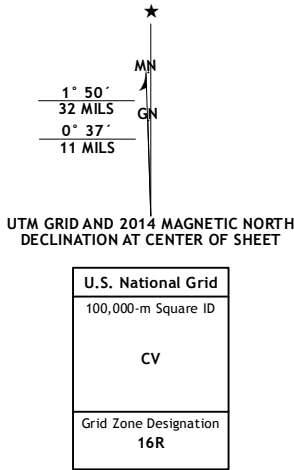 MN
1° 50´
32 MILS
GN
0° 37´
11 MILS
UTM GRID AND 2014 MAGNETIC NORTH
DECLINATION AT CENTER OF SHEET
U.S. National Grid
100,000-m Square ID
CV
Grid Zone Designation
16R